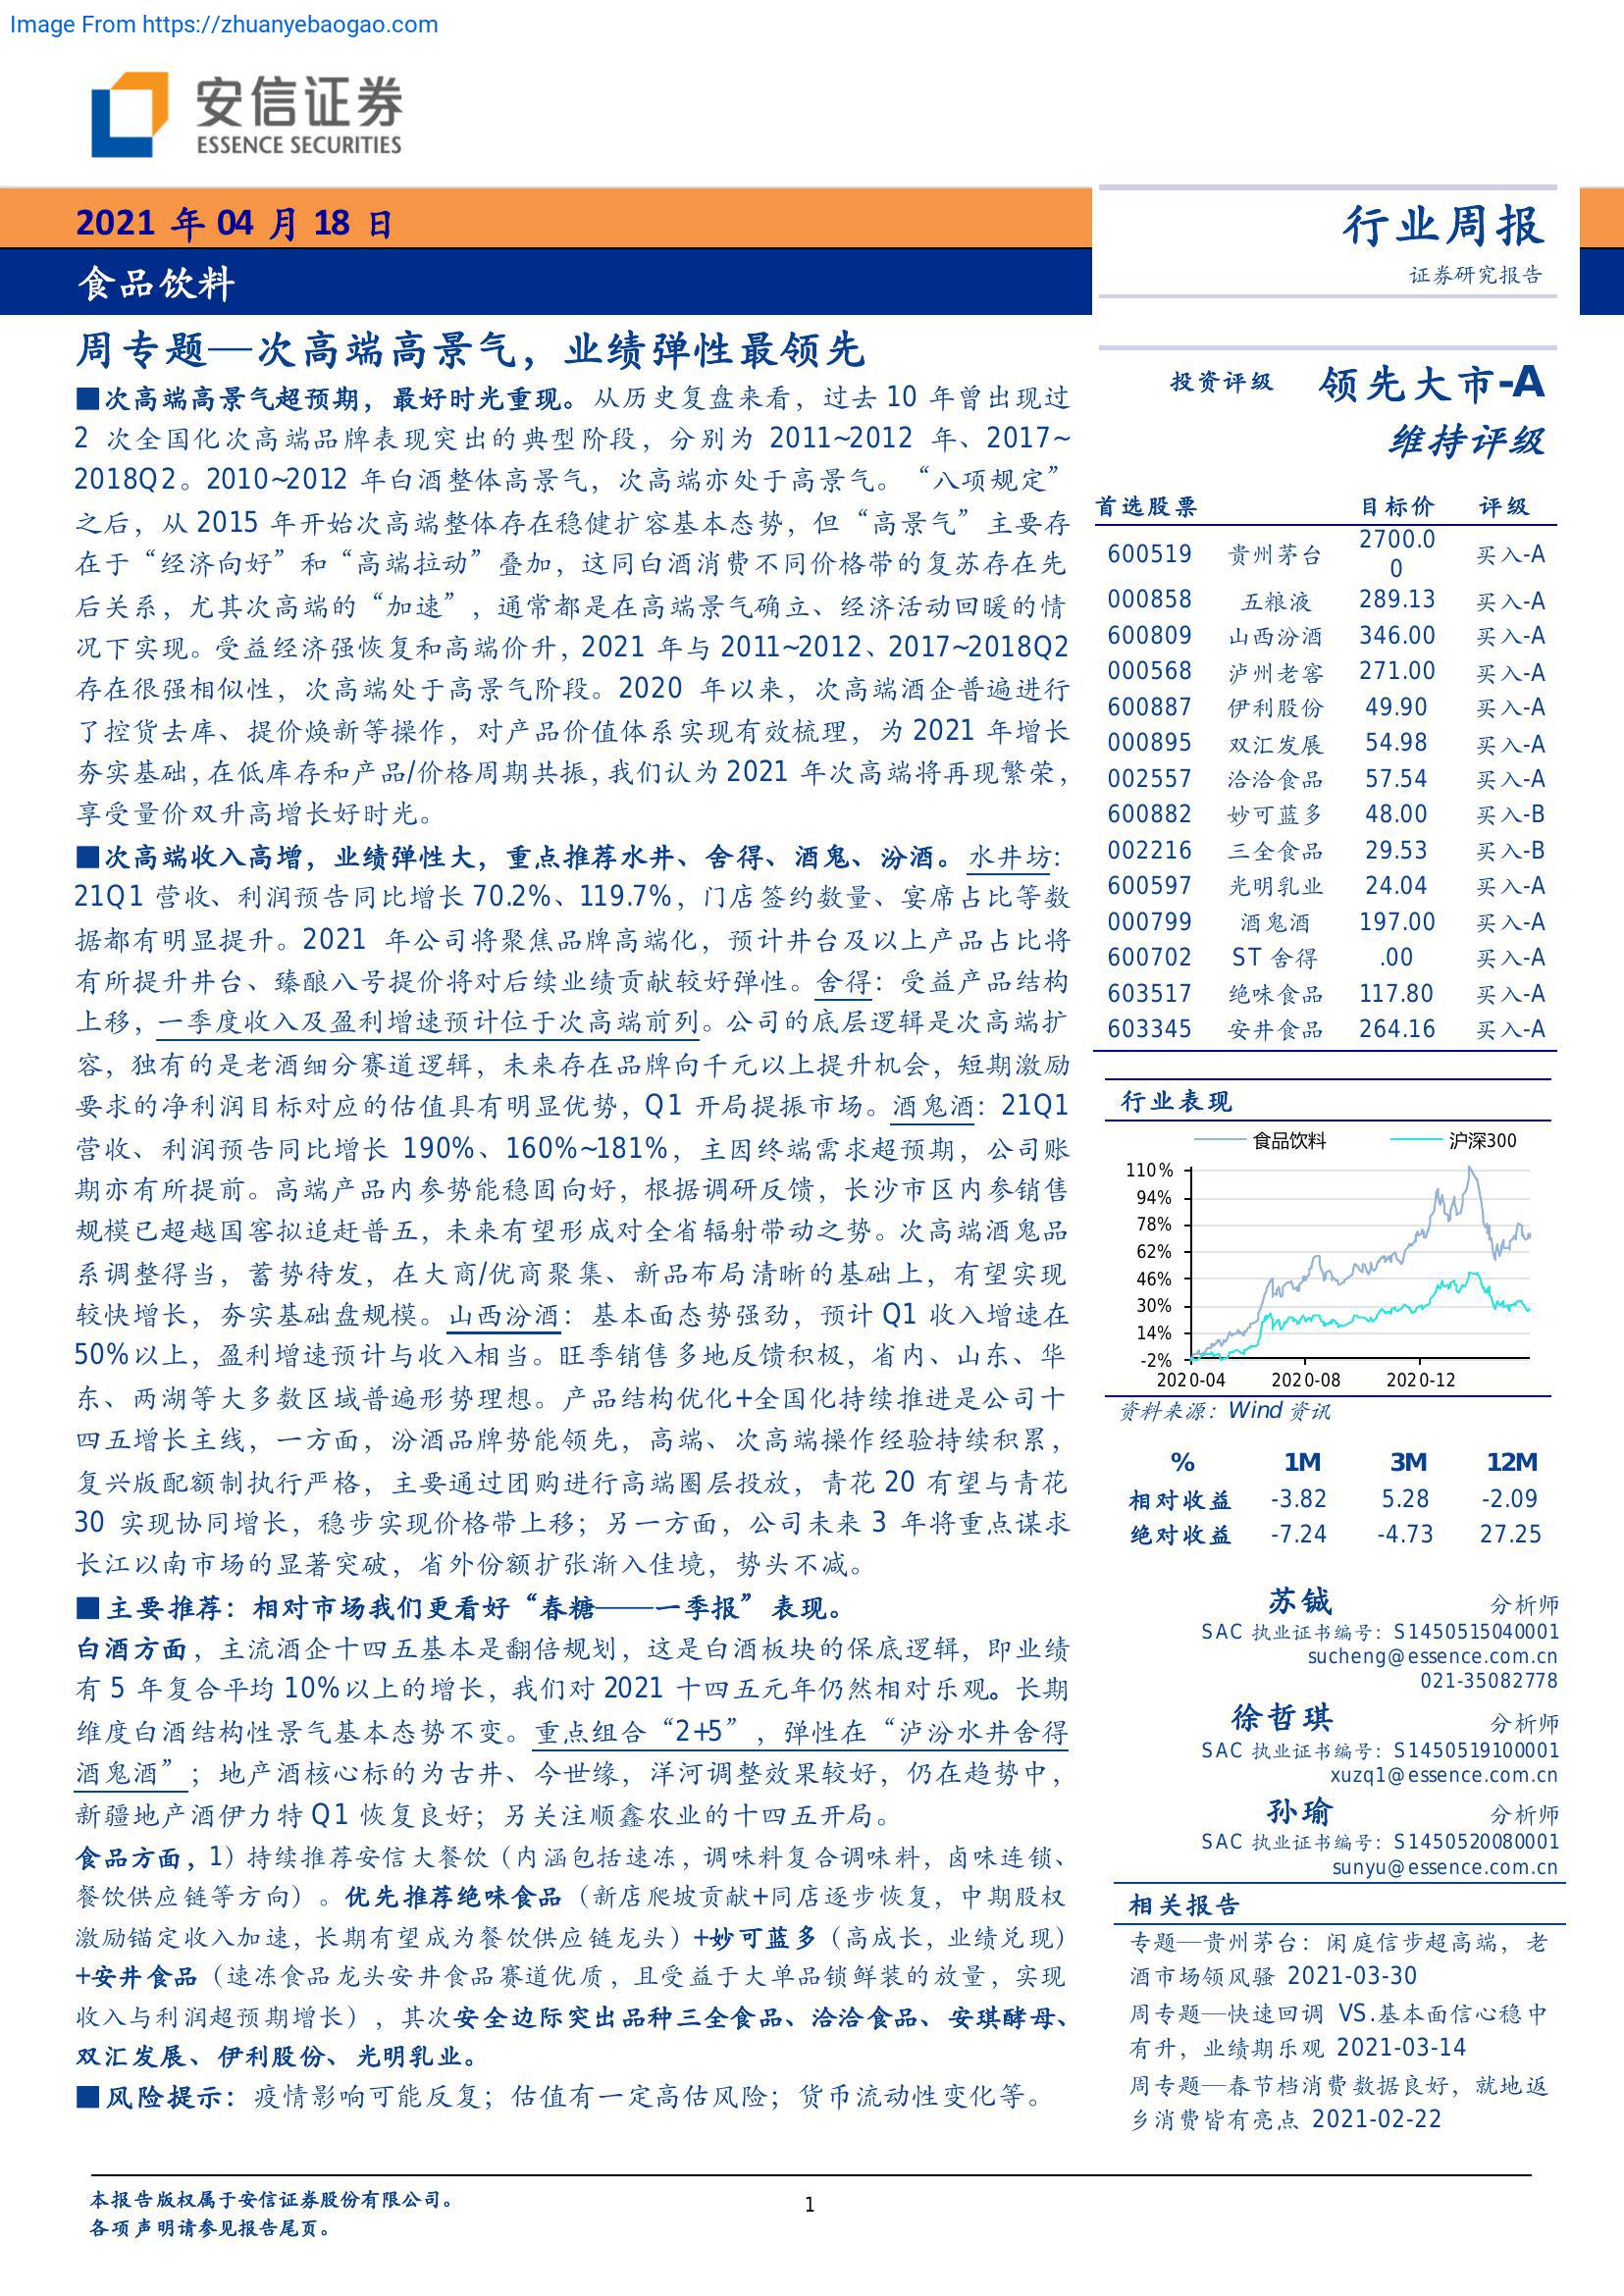 Image From https://zhuanyebaogao.com
安信证券
ESSENCE SECURITIES
2021 年 04 月 18 日
食品饮料
行业周报
证券研究报告
周专题—次高端高景气，业绩弹性最领先
■次高端高景气超预期，最好时光重现。从历史复盘来看，过去 10 年曾出现过
2 次全国化次高端品牌表现突出的典型阶段，分别为 2011~2012 年、2017~
2018Q2。2010~2012 年白酒整体高景气，次高端亦处于高景气。“八项规定”
之后，从 2015 年开始次高端整体存在稳健扩容基本态势，但“高景气”主要存
在于“经济向好”和“高端拉动”叠加，这同白酒消费不同价格带的复苏存在先
后关系，尤其次高端的“加速”，通常都是在高端景气确立、经济活动回暖的情
况下实现。受益经济强恢复和高端价升，2021 年与 2011~2012、2017~2018Q2
存在很强相似性，次高端处于高景气阶段。2020 年以来，次高端酒企普遍进行
了控货去库、提价焕新等操作，对产品价值体系实现有效梳理，为 2021 年增长
夯实基础，在低库存和产品/价格周期共振，我们认为 2021 年次高端将再现繁荣，
享受量价双升高增长好时光。
■次高端收入高增，业绩弹性大，重点推荐水井、舍得、酒鬼、汾酒。水井坊：
21Q1 营收、利润预告同比增长 70.2%、119.7%，门店签约数量、宴席占比等数
据都有明显提升。2021 年公司将聚焦品牌高端化，预计井台及以上产品占比将
有所提升井台、臻酿八号提价将对后续业绩贡献较好弹性。舍得：受益产品结构
上移，一季度收入及盈利增速预计位于次高端前列。公司的底层逻辑是次高端扩
容，独有的是老酒细分赛道逻辑，未来存在品牌向千元以上提升机会，短期激励
要求的净利润目标对应的估值具有明显优势，Q1 开局提振市场。酒鬼酒：21Q1
营收、利润预告同比增长 190%、160%~181%，主因终端需求超预期，公司账
期亦有所提前。高端产品内参势能稳固向好，根据调研反馈，长沙市区内参销售
规模已超越国窖拟追赶普五，未来有望形成对全省辐射带动之势。次高端酒鬼品
系调整得当，蓄势待发，在大商/优商聚集、新品布局清晰的基础上，有望实现
较快增长，夯实基础盘规模。山西汾酒：基本面态势强劲，预计 Q1 收入增速在
50%以上，盈利增速预计与收入相当。旺季销售多地反馈积极，省内、山东、华
东、两湖等大多数区域普遍形势理想。产品结构优化+全国化持续推进是公司十
四五增长主线，一方面，汾酒品牌势能领先，高端、次高端操作经验持续积累，
复兴版配额制执行严格，主要通过团购进行高端圈层投放，青花 20 有望与青花
30 实现协同增长，稳步实现价格带上移；另一方面，公司未来 3 年将重点谋求
长江以南市场的显著突破，省外份额扩张渐入佳境，势头不减。
■主要推荐：相对市场我们更看好“春糖——一季报”表现。
白酒方面，主流酒企十四五基本是翻倍规划，这是白酒板块的保底逻辑，即业绩
有 5 年复合平均 10%以上的增长，我们对 2021 十四五元年仍然相对乐观。长期
维度白酒结构性景气基本态势不变。重点组合“2+5”，弹性在“泸汾水井舍得
酒鬼酒”；地产酒核心标的为古井、今世缘，洋河调整效果较好，仍在趋势中，
新疆地产酒伊力特 Q1 恢复良好；另关注顺鑫农业的十四五开局。
食品方面，1）持续推荐安信大餐饮（内涵包括速冻，调味料复合调味料，卤味连锁、
餐饮供应链等方向）。优先推荐绝味食品（新店爬坡贡献+同店逐步恢复，中期股权
激励锚定收入加速，长期有望成为餐饮供应链龙头）+妙可蓝多（高成长，业绩兑现）
+安井食品（速冻食品龙头安井食品赛道优质，且受益于大单品锁鲜装的放量，实现
收入与利润超预期增长），其次安全边际突出品种三全食品、洽洽食品、安琪酵母、
双汇发展、伊利股份、光明乳业。
■风险提示：疫情影响可能反复；估值有一定高估风险；货币流动性变化等。
投资评级 领先大市-A
维持评级
首选股票 目标价 评级
600519 贵州茅台 2700.0
0 买入-A
000858 五粮液 289.13 买入-A
600809 山西汾酒 346.00 买入-A
000568 泸州老窖 271.00 买入-A
600887 伊利股份 49.90 买入-A
000895 双汇发展 54.98 买入-A
002557 洽洽食品 57.54 买入-A
600882 妙可蓝多 48.00 买入-B
002216 三全食品 29.53 买入-B
600597 光明乳业 24.04 买入-A
000799 酒鬼酒 197.00 买入-A
600702 ST 舍得 .00 买入-A
603517 绝味食品 117.80 买入-A
603345 安井食品 264.16 买入-A
行业表现
食品饮料 沪深300
110%
94%
78%
62%
46%
30%
14%
-2%
2020-04 2020-08 2020-12
资料来源：Wind 资讯
% 1M 3M 12M
相对收益 -3.82 5.28 -2.09
绝对收益 -7.24 -4.73 27.25
苏铖 分析师
SAC 执业证书编号：S1450515040001
sucheng@essence.com.cn
021-35082778
徐哲琪 分析师
SAC 执业证书编号：S1450519100001
xuzq1@essence.com.cn
孙瑜 分析师
SAC 执业证书编号：S1450520080001
sunyu@essence.com.cn
相关报告
专题—贵州茅台：闲庭信步超高端，老
酒市场领风骚 2021-03-30
周专题—快速回调 VS.基本面信心稳中
有升，业绩期乐观 2021-03-14
周专题—春节档消费数据良好，就地返
乡消费皆有亮点 2021-02-22
本报告版权属于安信证券股份有限公司。
各项声明请参见报告尾页。
1